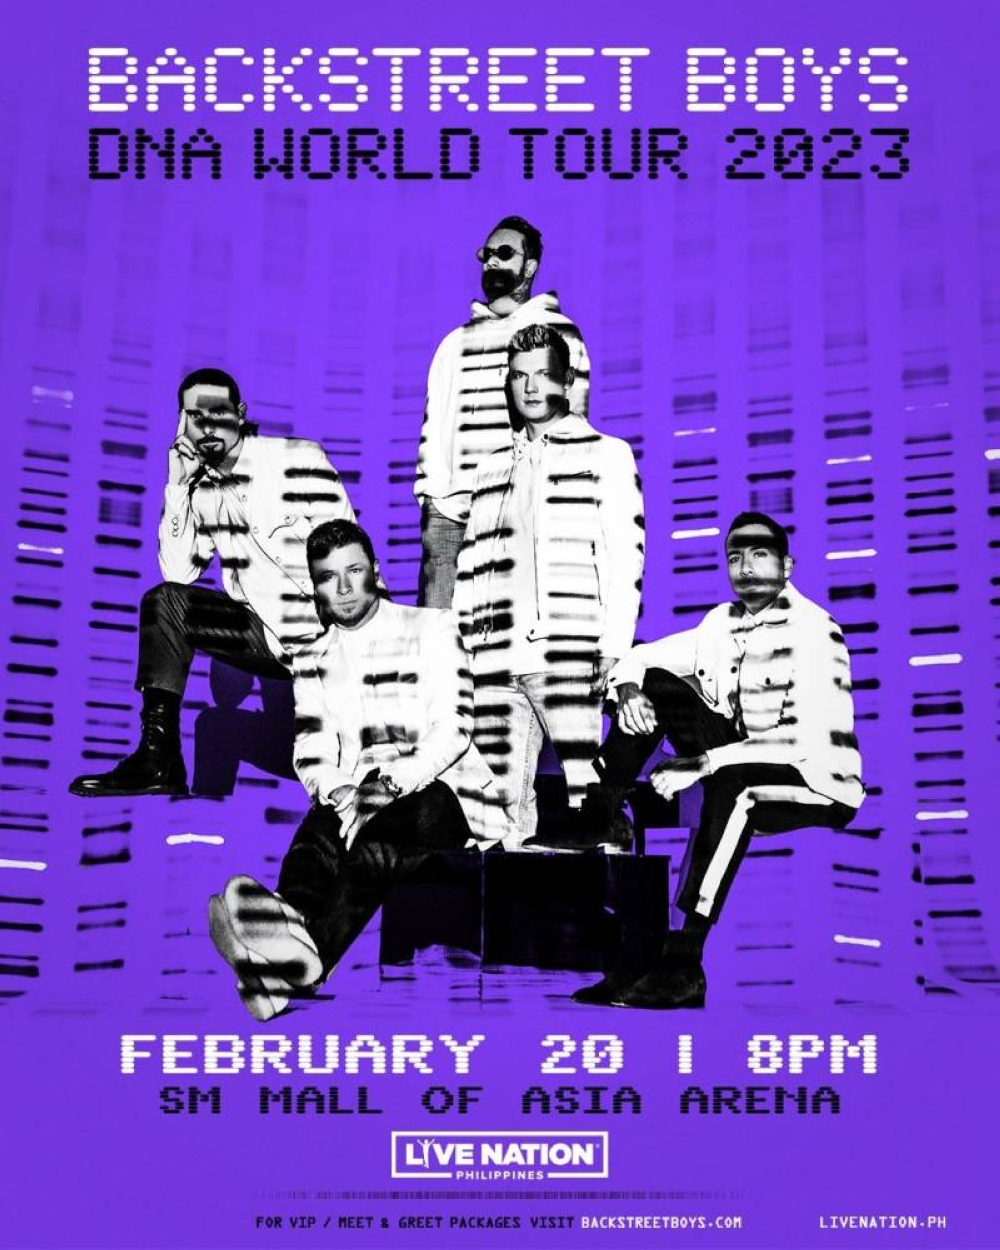 BACKSTREET BOYS
DNA WORLD TOUR 2023
FEBRUARY 20 | 8PM
SM MALL OF ASIA ARENA
LIVE NATION
PHILIPPINES
FOR VIP / MEET & GREET PACKAGES VISIT BACKSTREETBOYS.COM LIVENATION.PH